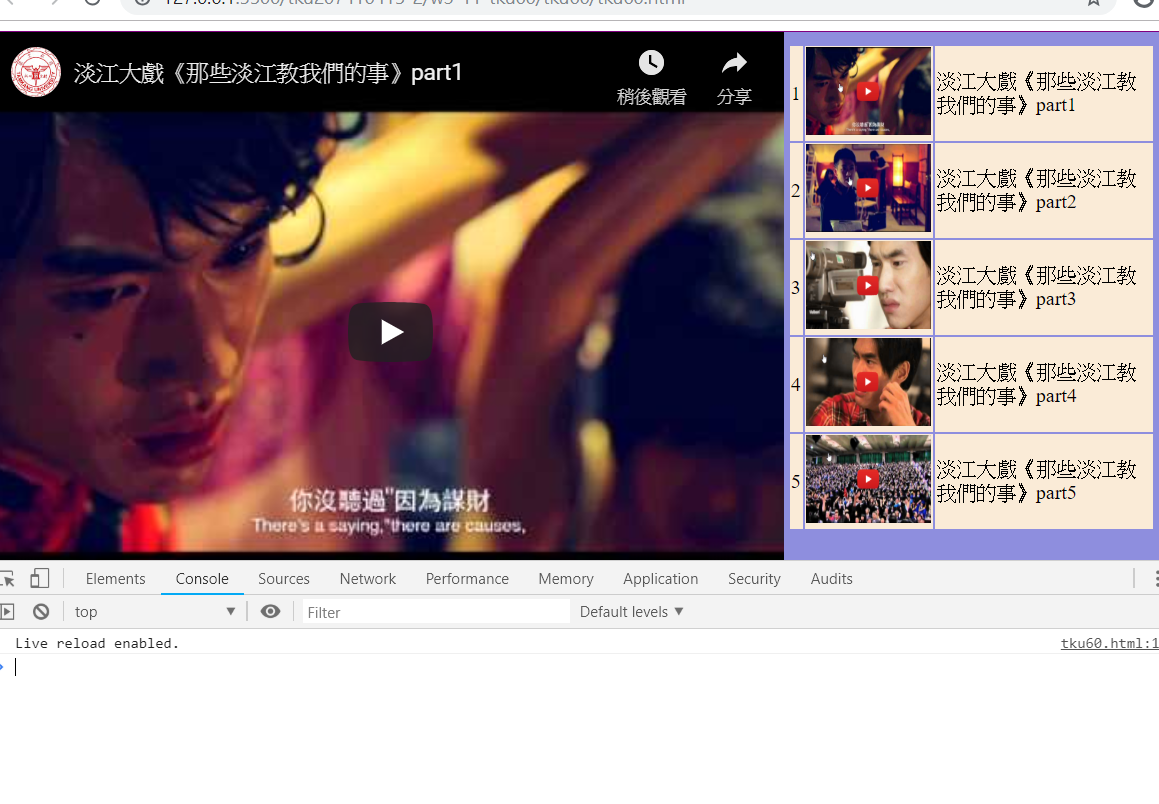 淡江大戲《那些淡江教我們的事》part1
稍後觀看
分享
你沒聽過"因為謀財
There's a saying,"there are causes,
1
淡江大戲《那些淡江教
我們的事》part1
2
淡江大戲《那些淡江教
我們的事》part2
3
淡江大戲《那些淡江教
我們的事》part3
4
淡江大戲《那些淡江教
我們的事》part4
5
淡江大戲《那些淡江教
我們的事》part5
Elements Console Sources Network Performance Memory Application Security Audits
top Filter Default levels
Live reload enabled. tku60.html:1